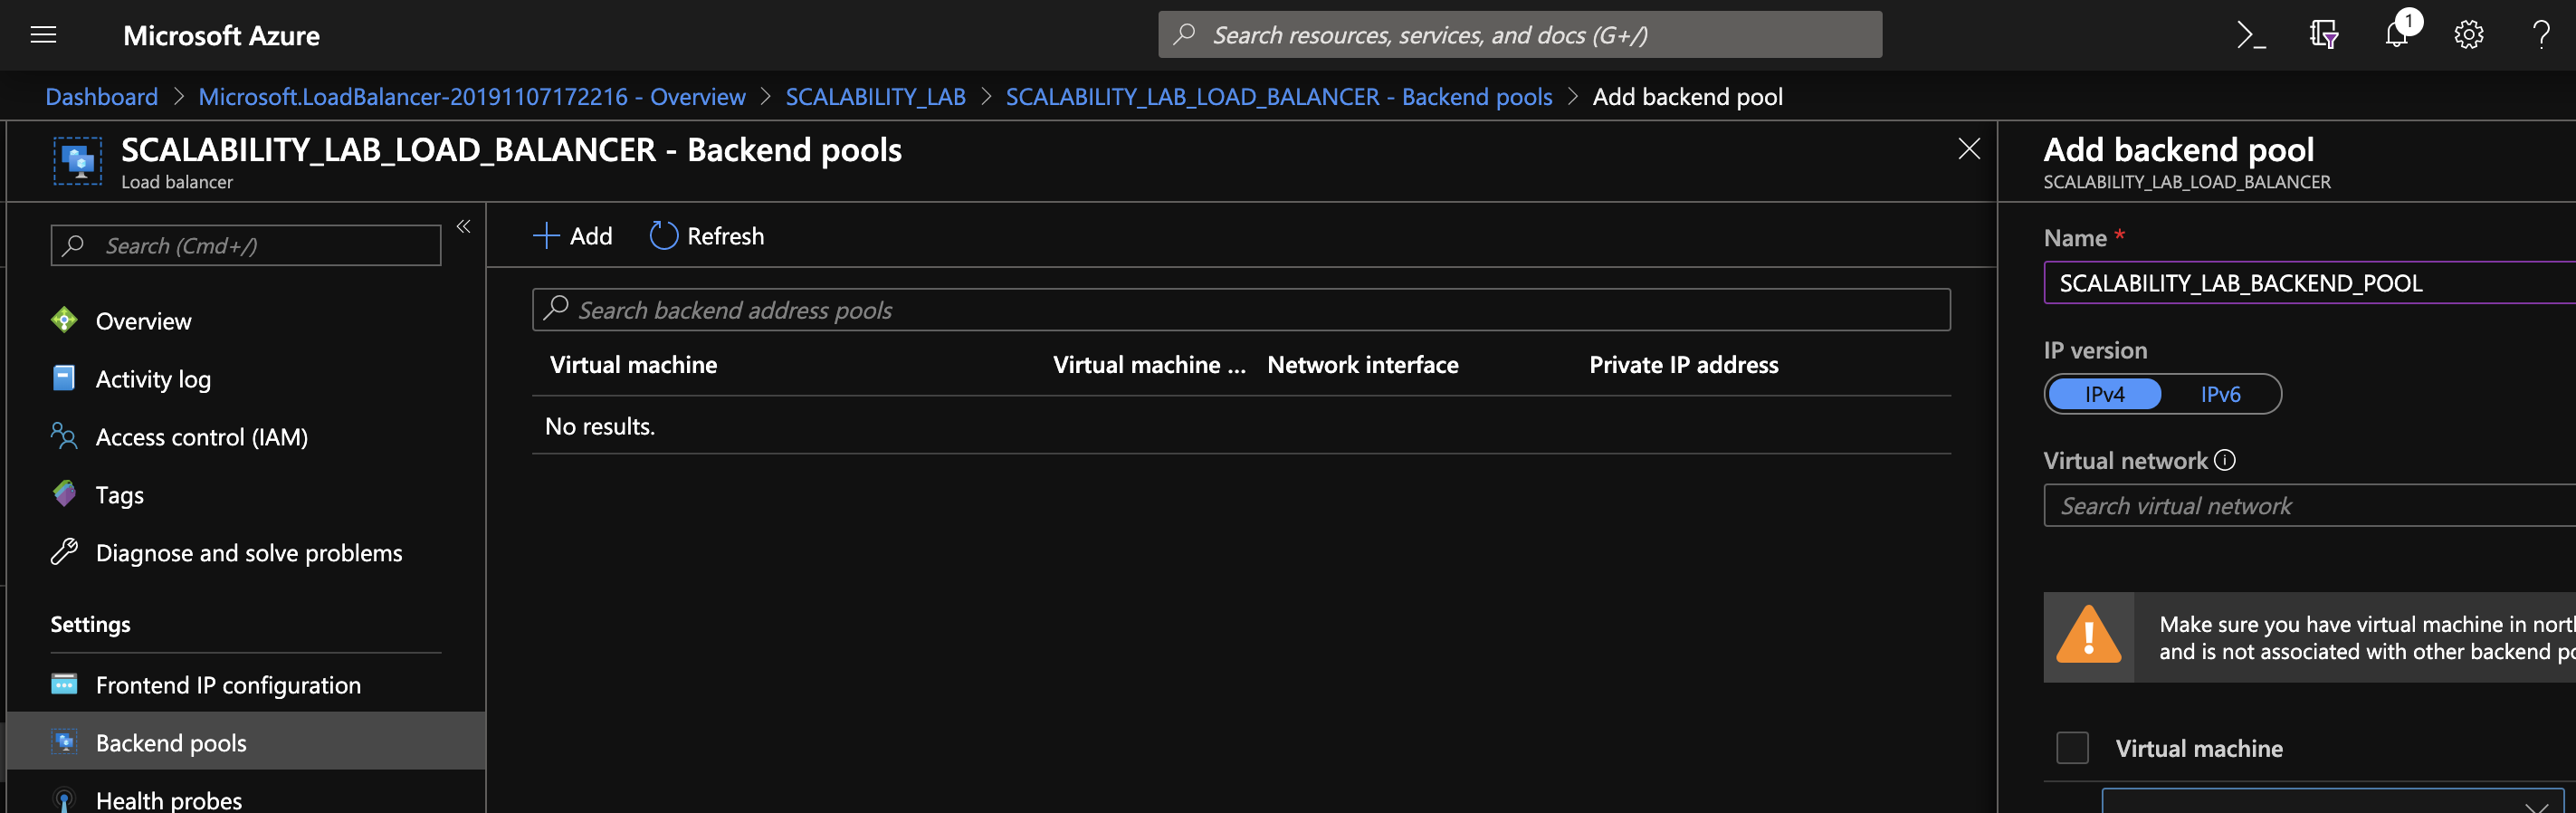 Microsoft Azure
Search resources, services, and docs (G+/)
>_
1
?
Dashboard > Microsoft.LoadBalancer-20191107172216 - Overview > SCALABILITY_LAB > SCALABILITY_LAB_LOAD_BALANCER - Backend pools > Add backend pool
SCALABILITY_LAB_LOAD_BALANCER - Backend pools
Load balancer
Search (Cmd+/)
«
Overview
Activity log
Access control (IAM)
Tags
Diagnose and solve problems
Settings
Frontend IP configuration
Backend pools
Health probes
+ Add
Refresh
Search backend address pools
Virtual machine Virtual machine ... Network interface Private IP address
No results.
Add backend pool
SCALABILITY_LAB_LOAD_BALANCER
Name *
SCALABILITY_LAB_BACKEND_POOL
IP version
IPv4 IPv6
Virtual network
Search virtual network
Make sure you have virtual machine in
and is not associated with other backend
Virtual machine